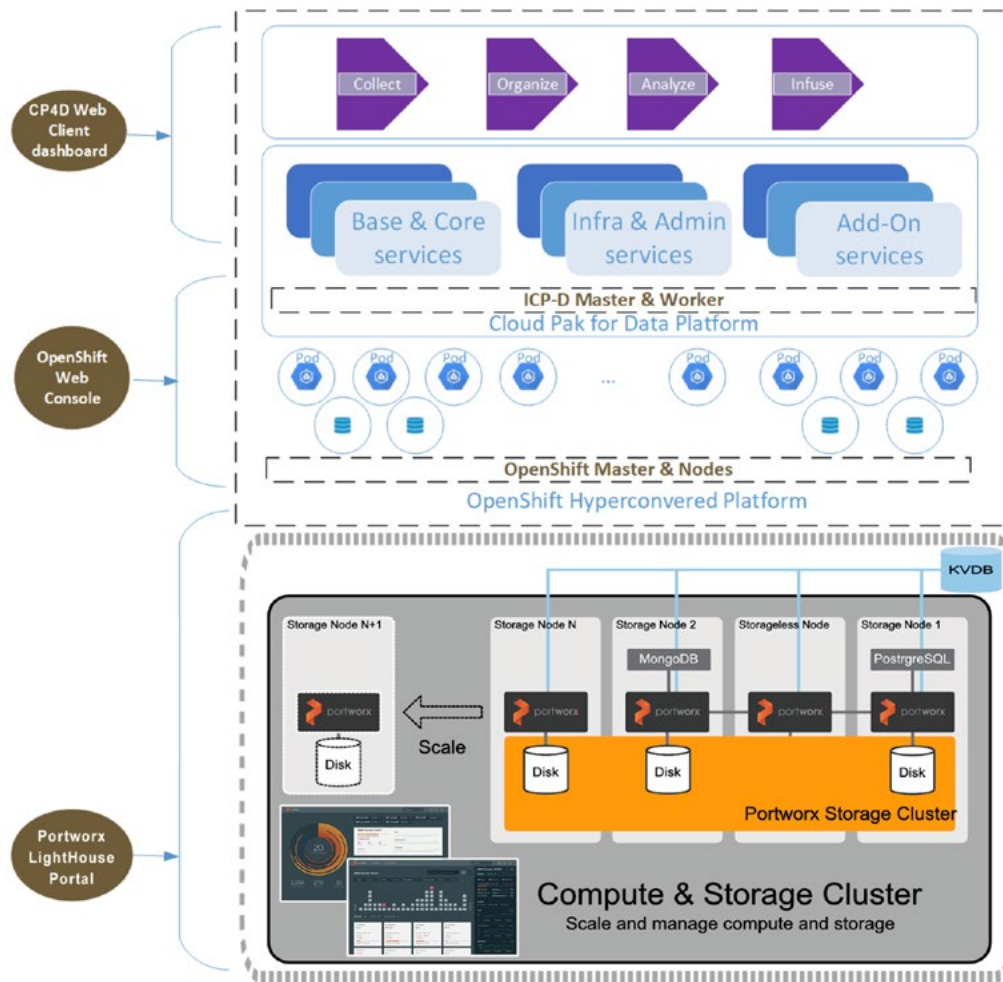 CP4D Web
Client
dashboard
Collect
Organize
Analyze
Infuse
Base & Core
services
Infra & Admin
services
Add-On
services
ICP-D Master & Worker
Cloud Pak for Data Platform
OpenShift
Web
Console
Pod
Pod
Pod
Pod
...
Pod
Pod
Pod
Pod
OpenShift Master & Nodes
OpenShift Hyperconvered Platform
KVDB
Storage Node N+1
Storage Node N
Storage Node 2
Storageless Node
Storage Node 1
MongoDB
PostrgreSQL
portworx
portworx
portworx
portworx
portworx
Scale
Disk
Disk
Disk
Disk
Portworx Storage Cluster
Portworx
LightHouse
Portal
20
Compute & Storage Cluster
Scale and manage compute and storage